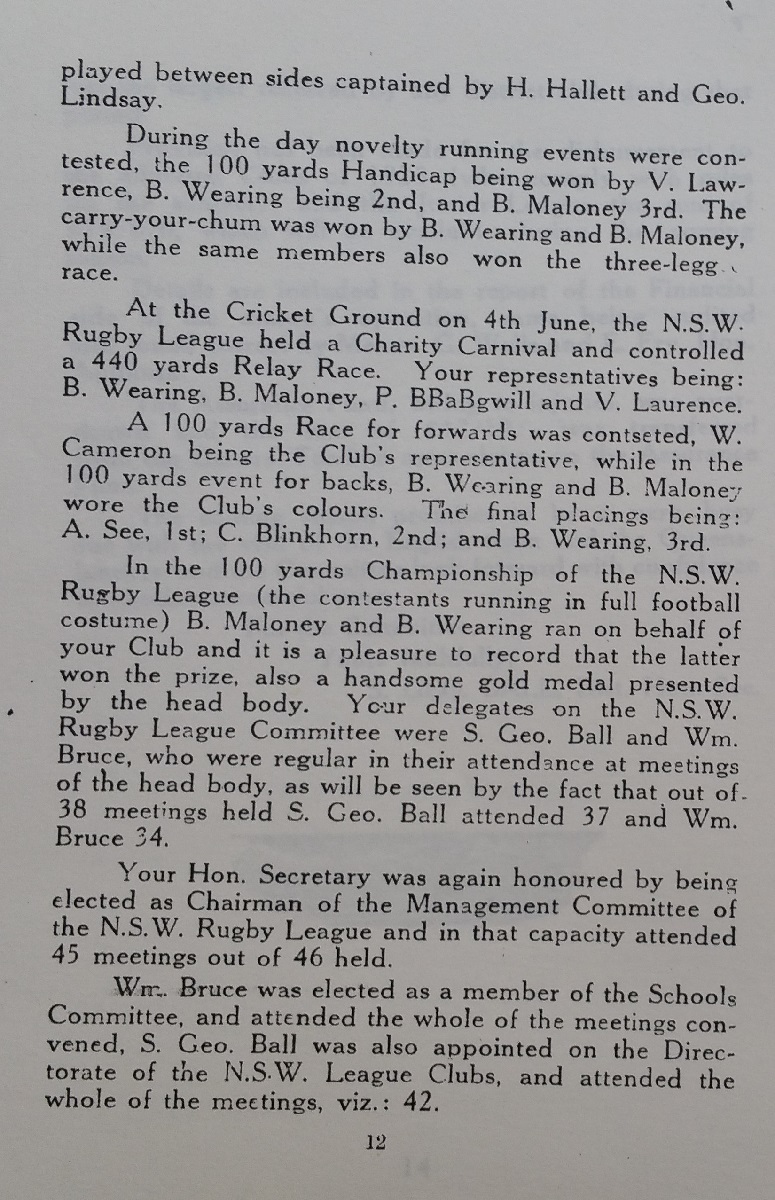 played between sides captained by H. Hallett and Geo.
Lindsay.
During the day novelty running events were con-
tested, the 100 yards Handicap being won by V. Law-
rence, B. Wearing being 2nd, and B. Maloney 3rd. The
carry-your-chum was won by B. Wearing and B. Maloney,
while the same members also won the three-legg
race.
At the Cricket Ground on 4th June, the N.S.W.
Rugby League held a Charity Carnival and controlled
a 440 yards Relay Race. Your representatives being:
B. Wearing, B. Maloney, P. BBaBgwill and V. Laurence.
A 100 yards Race for forwards was contseted, W.
Cameron being the Club's representative, while in the
100 yards event for backs, B. Wearing and B. Maloney
wore the Club's colours. The final placings being:
A. See, 1st; C. Blinkhorn, 2nd; and B. Wearing, 3rd.
In the 100 yards Championship of the N.S.W.
Rugby League (the contestants running in full football
costume) B. Maloney and B. Wearing ran on behalf of
your Club and it is a pleasure to record that the latter
won the prize, also a handsome gold medal presented
by the head body. Your delegates on the N.S.W.
Rugby League Committee were S. Geo. Ball and Wm.
Bruce, who were regular in their attendance at meetings
of the head body, as will be seen by the fact that out of
38 meetings held S. Geo. Ball attended 37 and Wm.
Bruce 34.
Your Hon. Secretary was again honoured by being
elected as Chairman of the Management Committee of
the N.S.W. Rugby League and in that capacity attended
45 meetings out of 46 held.
Wm. Bruce was elected as a member of the Schools
Committee, and attended the whole of the meetings con-
vened, S. Geo. Ball was also appointed on the Direc-
torate of the N.S.W. League Clubs, and attended the
whole of the meetings, viz.: 42.
12